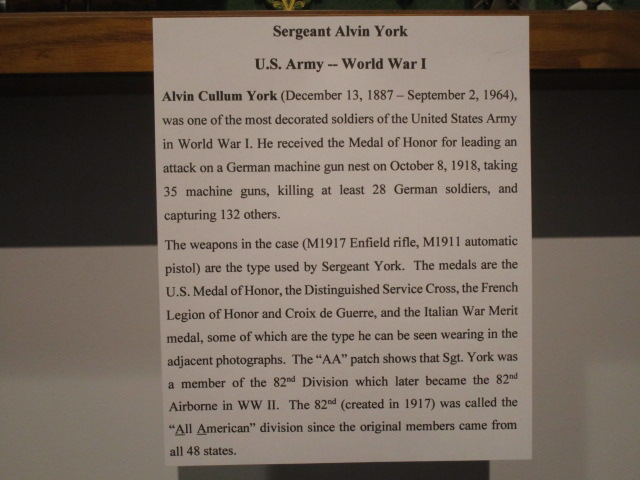 Sergeant Alvin York
U.S. Army -- World War I
Alvin Cullum York (December 13, 1887 – September 2, 1964),
was one of the most decorated soldiers of the United States Army
in World War I. He received the Medal of Honor for leading an
attack on a German machine gun nest on October 8, 1918, taking
35 machine guns, killing at least 28 German soldiers, and
capturing 132 others.
The weapons in the case (M1917 Enfield rifle, M1911 automatic
pistol) are the type used by Sergeant York. The medals are the
U.S. Medal of Honor, the Distinguished Service Cross, the French
Legion of Honor and Croix de Guerre, and the Italian War Merit
medal, some of which are the type he can be seen wearing in the
adjacent photographs. The “AA” patch shows that Sgt. York was
a member of the 82nd Division which later became the 82nd
Airborne in WW II. The 82nd (created in 1917) was called the
“All American” division since the original members came from
all 48 states.